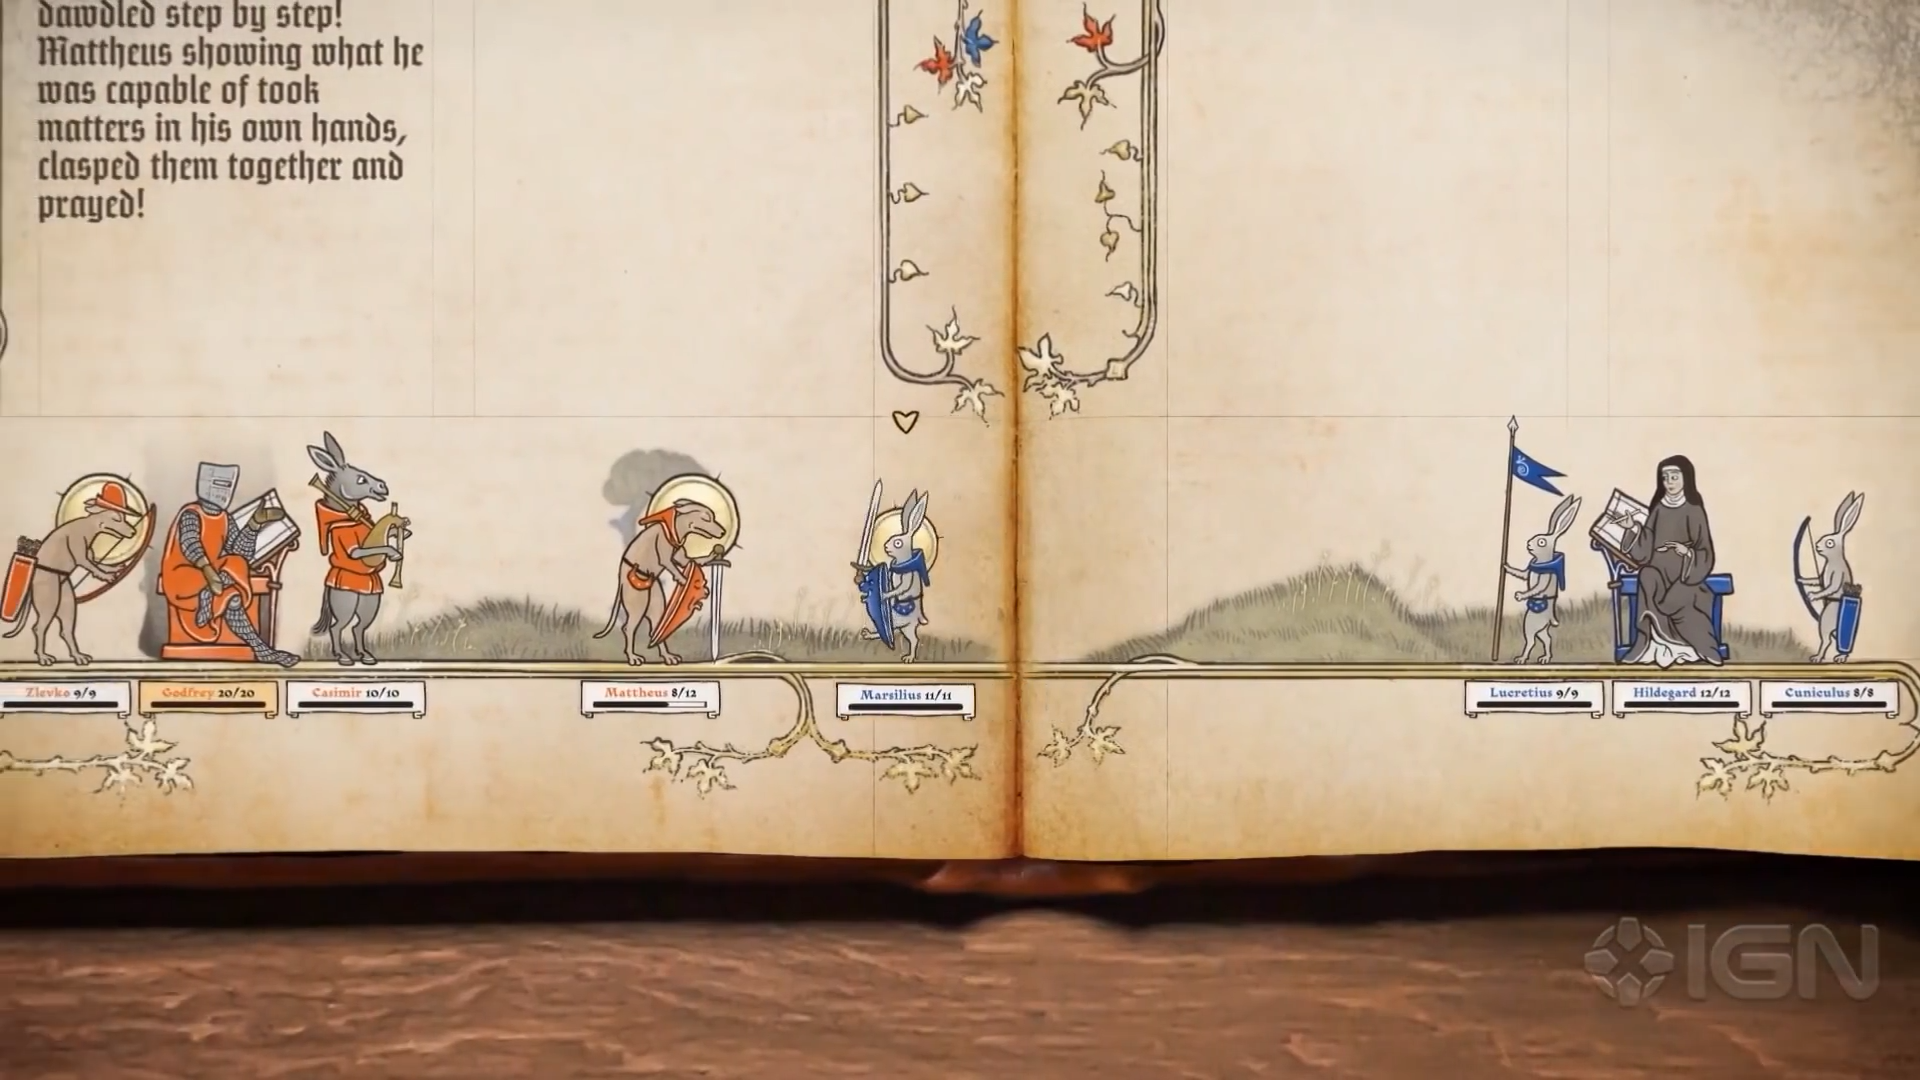 dawdled step by step!
Mattheus showing what he
was capable of took
matters in his own hands,
clasped them together and
prayed!
Zlevko 9/9
Godfrey 20/20
Casimir 10/10
Mattheus 8/12
Marsilius 11/11
Lucretius 9/9
Hildegard 12/12
Cuniculus 8/8
IGN